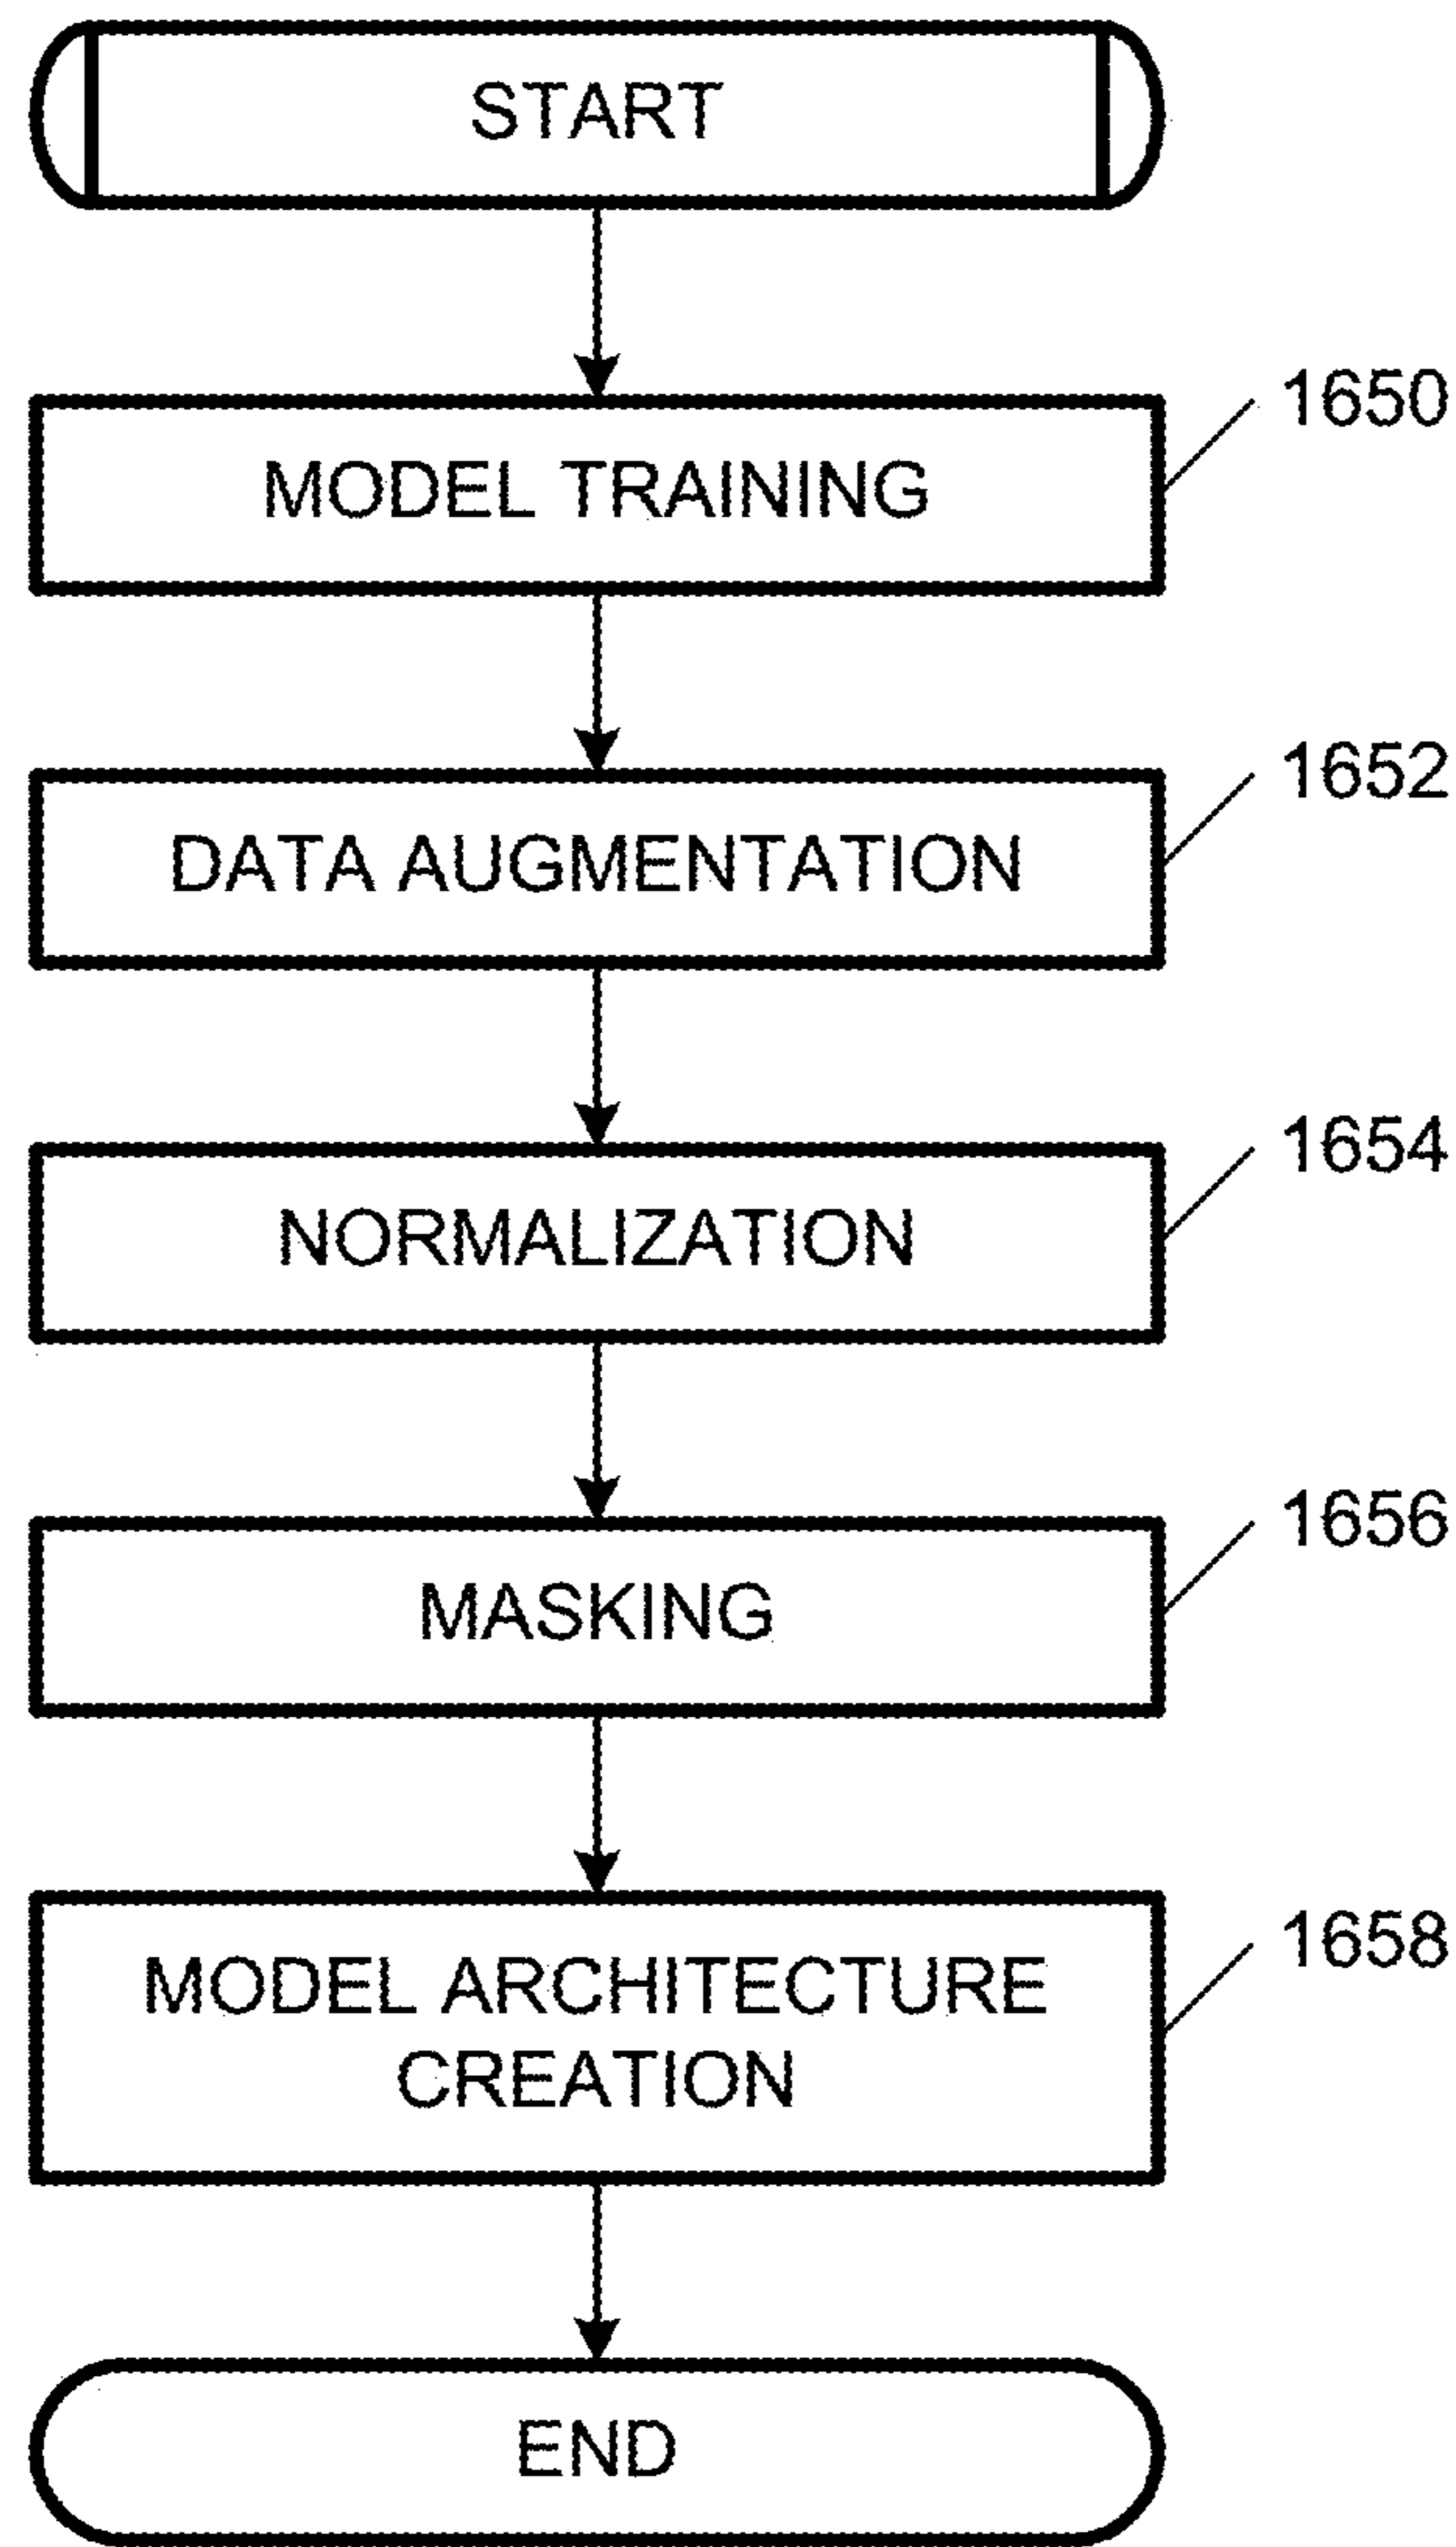 START
1650
MODEL TRAINING
1652
DATA AUGMENTATION
1654
NORMALIZATION
1656
MASKING
1658
MODEL ARCHITECTURE
CREATION
END